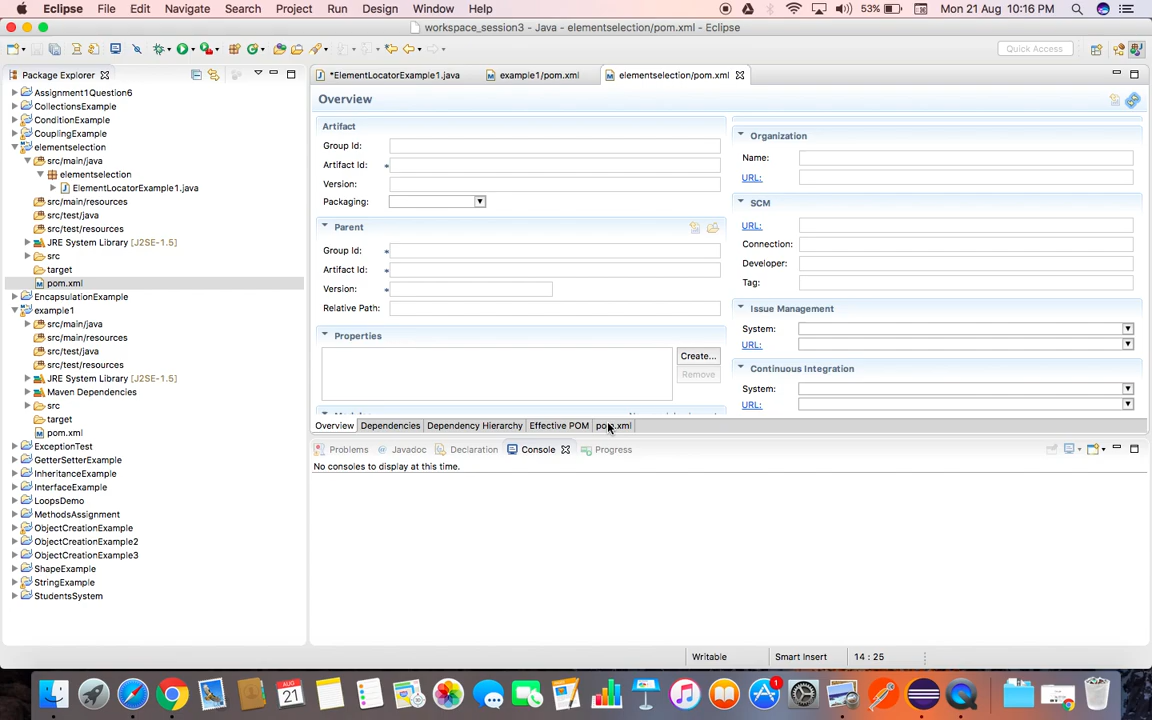 Eclipse File Edit Navigate Search Project Run Design Window Help 53% Mon 21 Aug 10:16 PM
workspace_session3 - Java - elementselection/pom.xml - Eclipse
Quick Access
Package Explorer
Assignment1Question6
CollectionsExample
ConditionExample
CouplingExample
elementselection
src/main/java
elementselection
ElementLocatorExample1.java
src/main/resources
src/test/java
src/test/resources
JRE System Library [J2SE-1.5]
src
target
pom.xml
EncapsulationExample
example1
src/main/java
src/main/resources
src/test/java
src/test/resources
JRE System Library [J2SE-1.5]
Maven Dependencies
src
target
pom.xml
ExceptionTest
GetterSetterExample
InheritanceExample
InterfaceExample
LoopsDemo
MethodsAssignment
ObjectCreationExample
ObjectCreationExample2
ObjectCreationExample3
ShapeExample
StringExample
StudentsSystem
*ElementLocatorExample1.java example1/pom.xml elementselection/pom.xml
Overview
Artifact
Group Id:
Artifact Id: *
Version:
Packaging:
Parent
Group Id: *
Artifact Id: *
Version: *
Relative Path:
Properties
Create...
Remove
Organization
Name:
URL:
SCM
URL:
Connection:
Developer:
Tag:
Issue Management
System:
URL:
Continuous Integration
System:
URL:
Overview Dependencies Dependency Hierarchy Effective POM pom.xml
Problems Javadoc Declaration Console Progress
No consoles to display at this time.
Writable Smart Insert 14 : 25
AUG
21
1